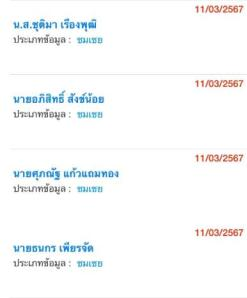 11/03/2567
น.ส.ชุติมา เรืองพุฒิ
ประเภทข้อมูล : ชมเชย
11/03/2567
นายอภิสิทธิ์ สังข์น้อย
ประเภทข้อมูล : ชมเชย
11/03/2567
นายศุภณัฐ แก้วแถมทอง
ประเภทข้อมูล : ชมเชย
11/03/2567
นายธนกร เพียรจัด
ประเภทข้อมูล : ชมเชย